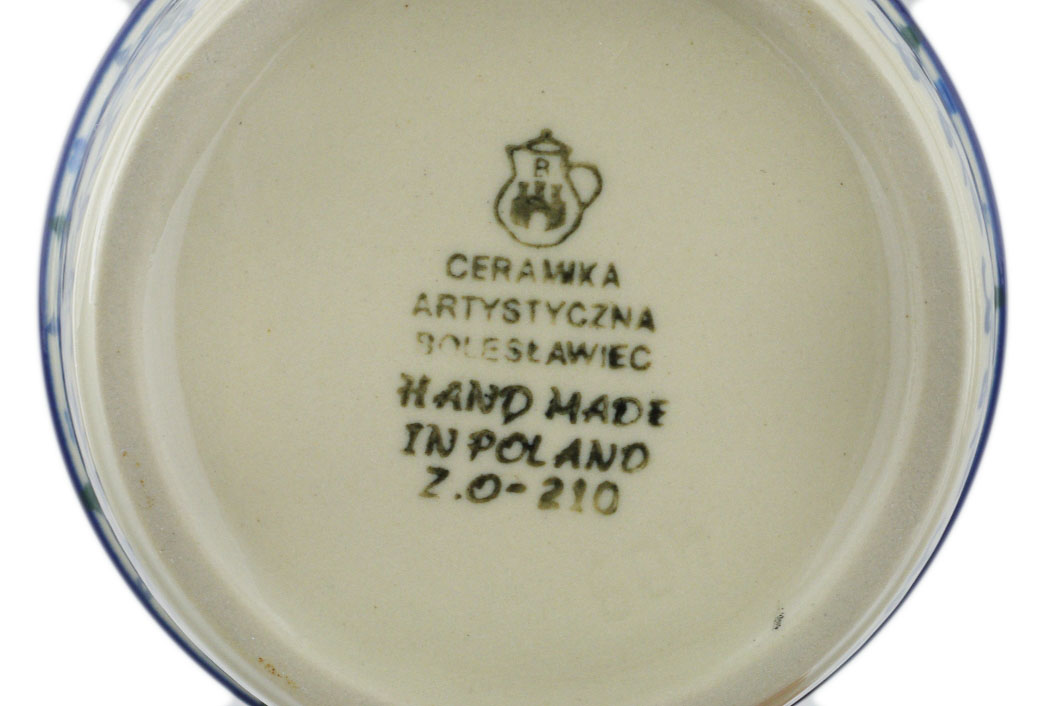 B
CERAMIKA
ARTYSTYCZNA
BOLESŁAWIEC
HAND MADE
IN POLAND
Z.O-210